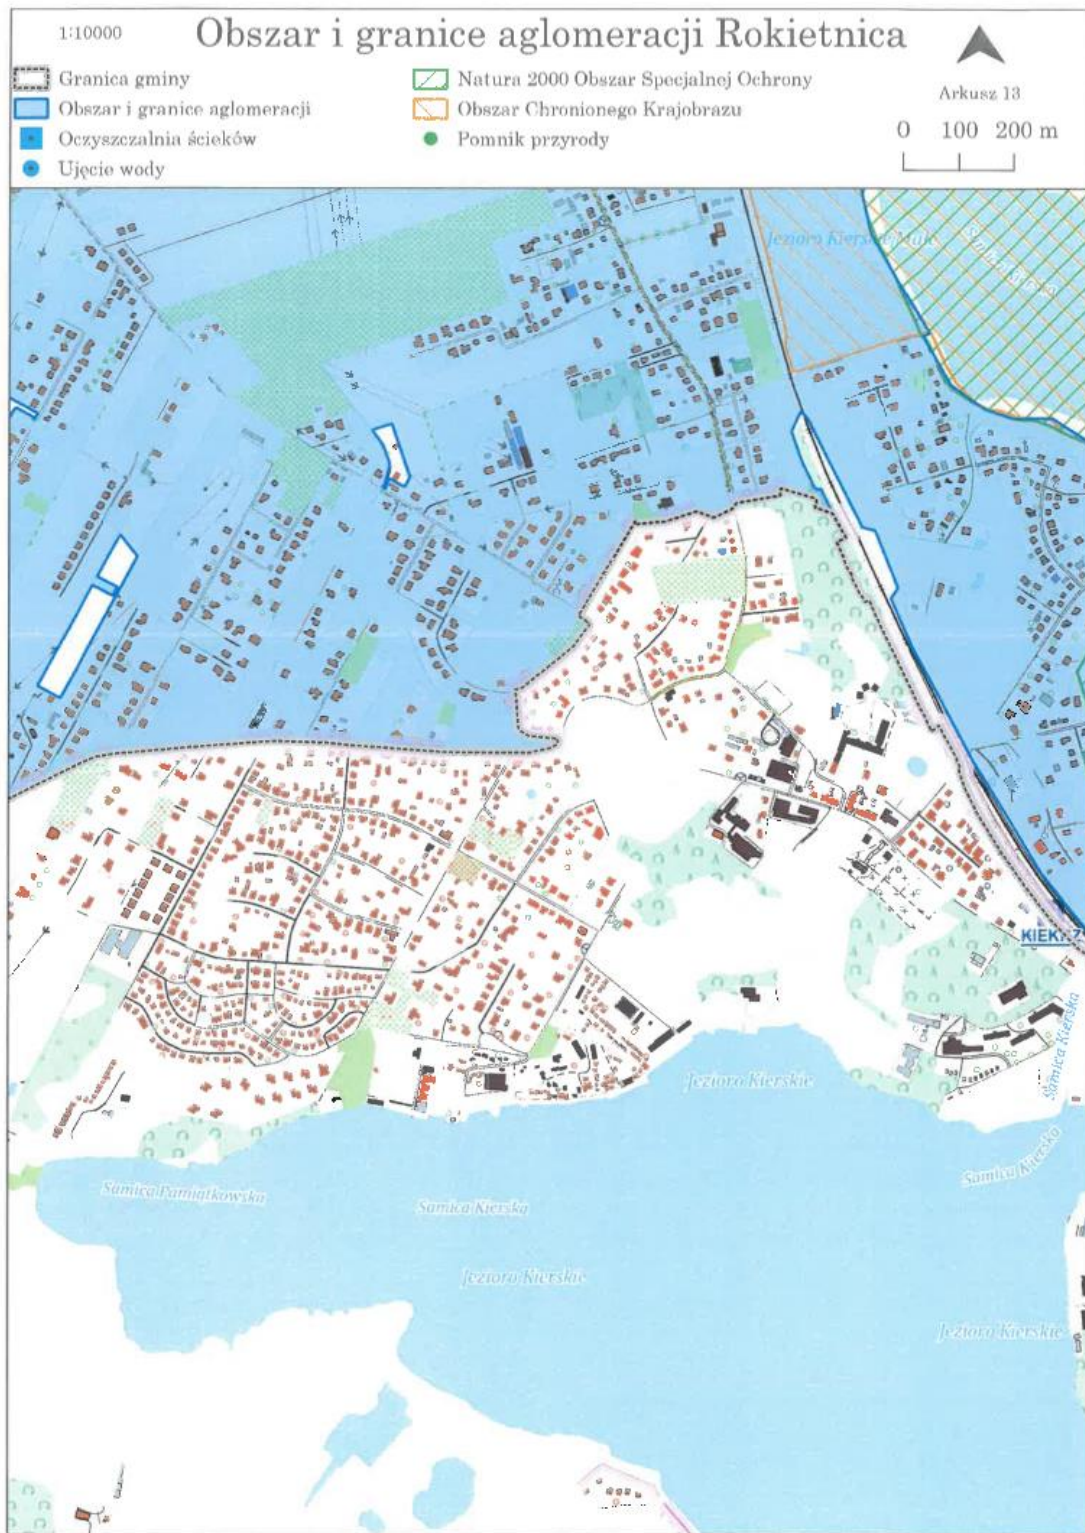 1:10000
Obszar i granice aglomeracji Rokietnica
Granica gminy
Obszar i granice aglomeracji
Oczyszczalnia ścieków
Ujęcie wody
Natura 2000 Obszar Specjalnej Ochrony
Obszar Chronionego Krajobrazu
Pomnik przyrody
Arkusz 13
0 100 200 m
Jezioro Kierskie Małe
Samica Kierska
Jezioro Kierskie
Samica Kierska
Samica Kierska
Samica Pamiątkowska
Samica Kierska
Jezioro Kierskie
Jezioro Kierskie